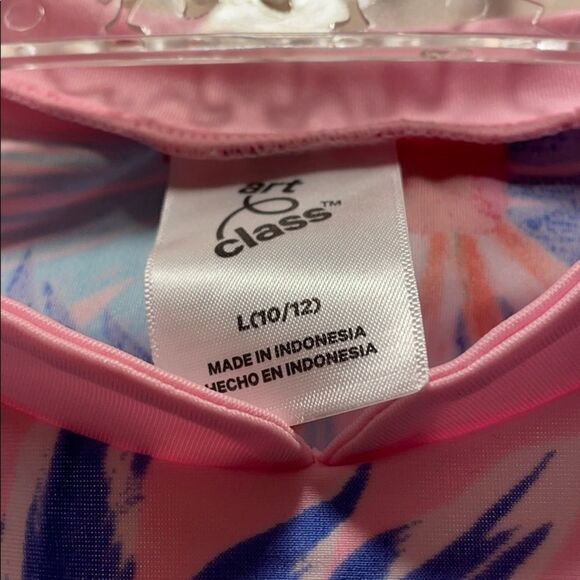 art
class™
L(10/12)
MADE IN INDONESIA
HECHO EN INDONESIA